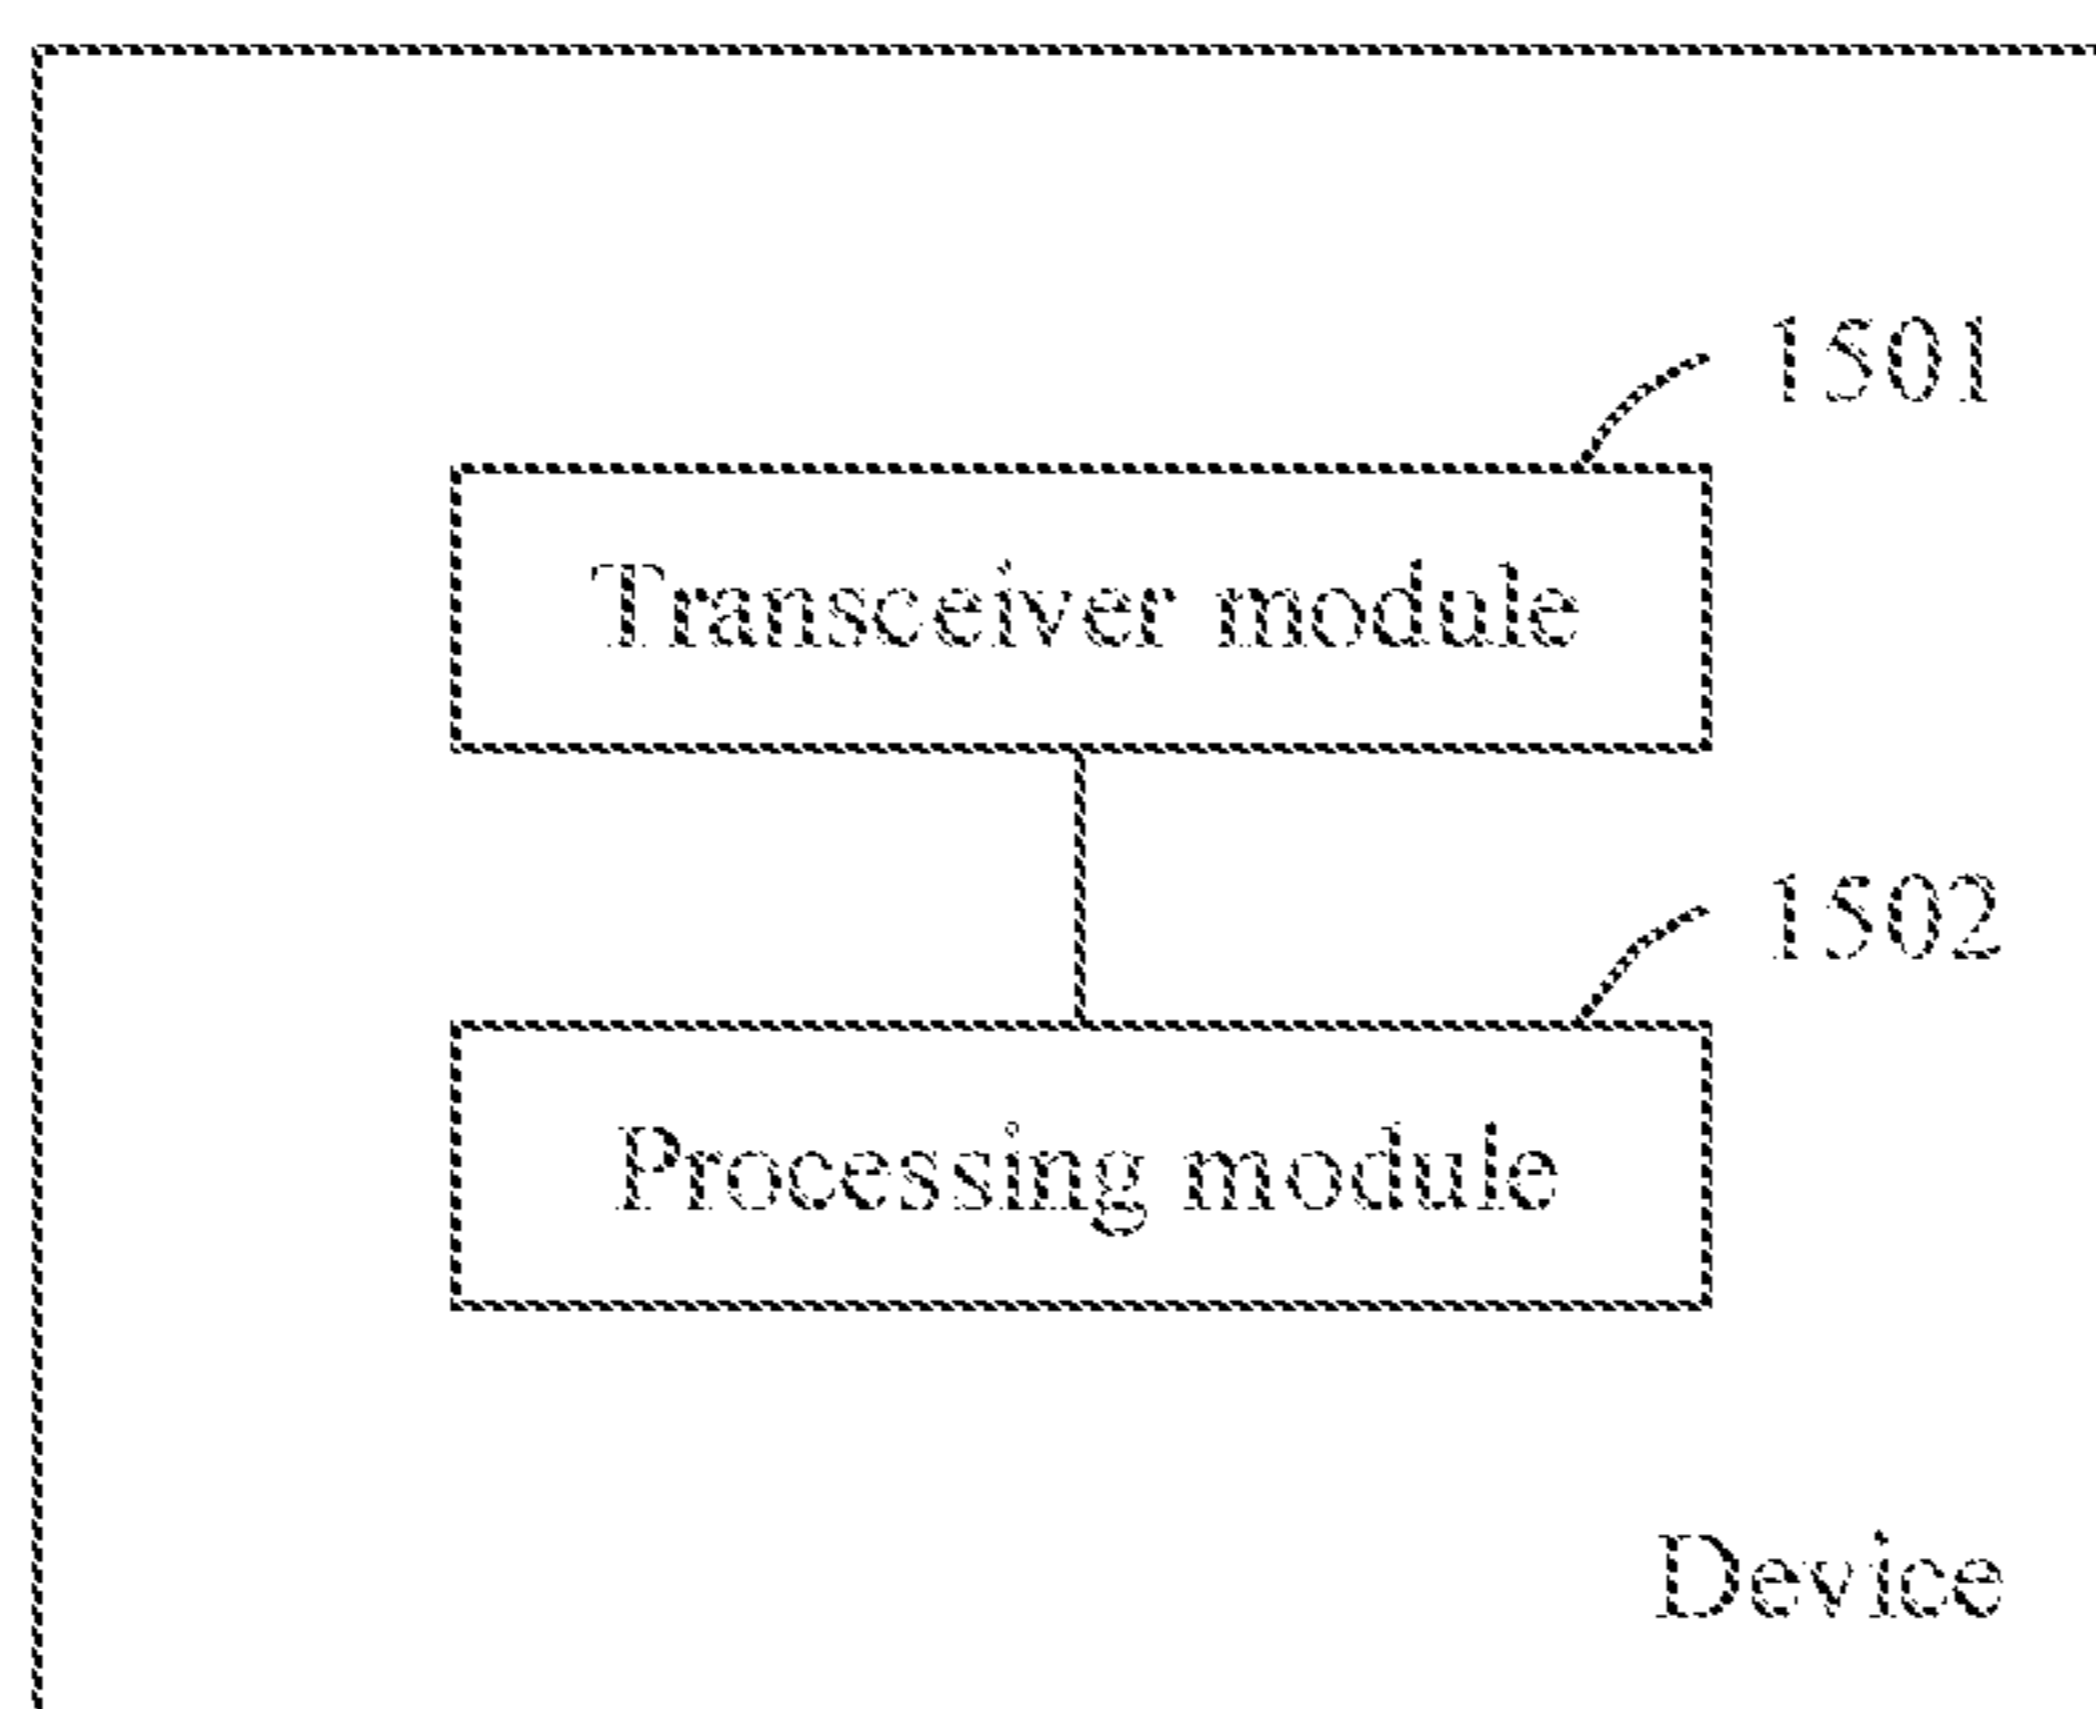 1501
Transceiver module
1502
Processing module
Device